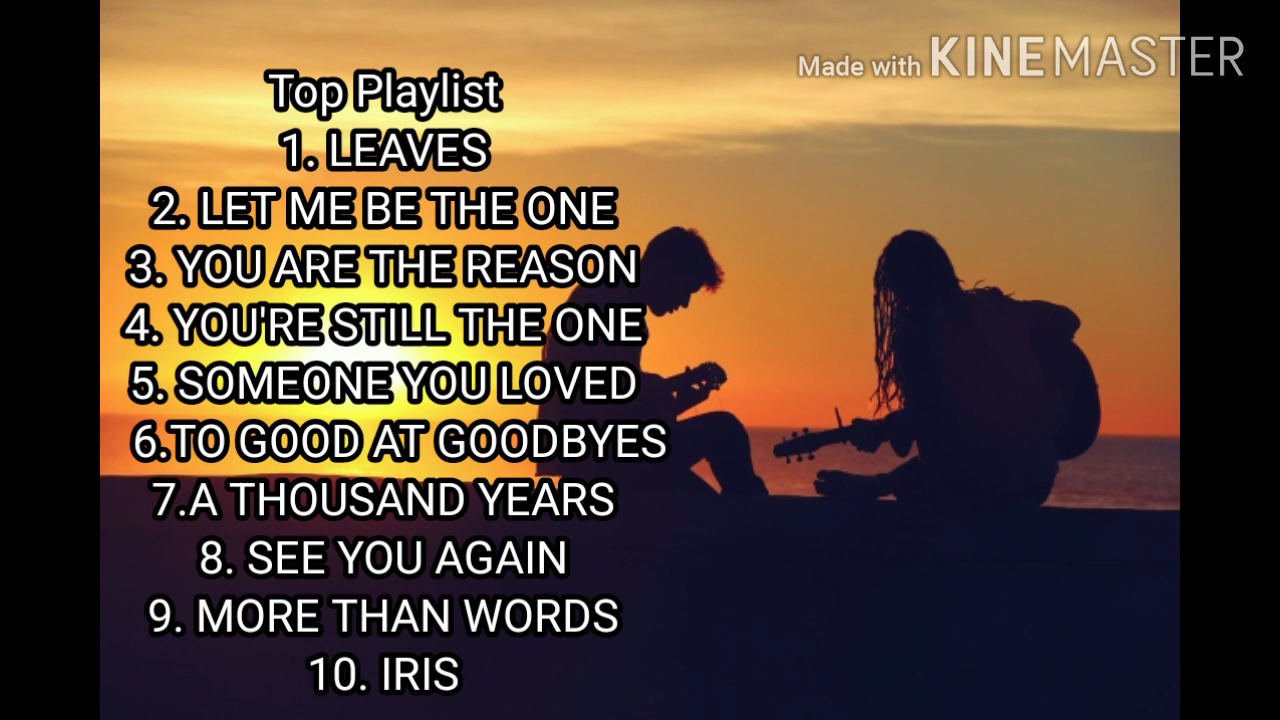 Made with KINEMASTER
Top Playlist
1. LEAVES
2. LET ME BE THE ONE
3. YOU ARE THE REASON
4. YOU'RE STILL THE ONE
5. SOMEONE YOU LOVED
6.TO GOOD AT GOODBYES
7.A THOUSAND YEARS
8. SEE YOU AGAIN
9. MORE THAN WORDS
10. IRIS